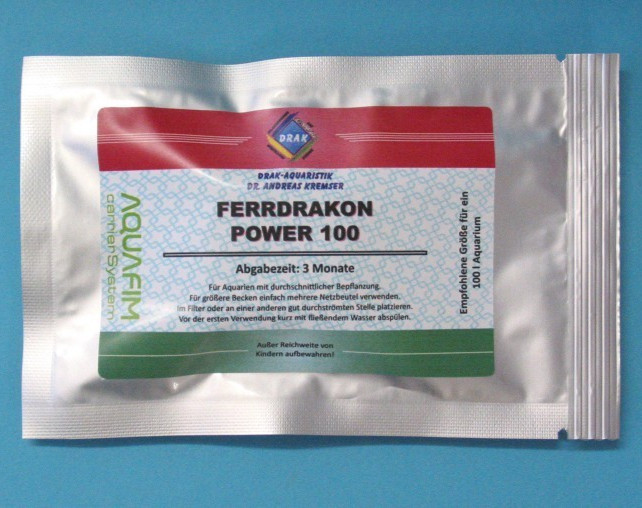 DRAK
DRAK-AQUARISTIK
DR. ANDREAS KREMSER
FERRDRAKON
POWER 100
Abgabezeit: 3 Monate
Für Aquarien mit durchschnittlicher Bepflanzung.
Für größere Becken einfach mehrere Netzbeutel verwenden.
Im Filter oder an einer anderen gut durchströmten Stelle platzieren.
Vor der ersten Verwendung kurz mit fließendem Wasser abspülen.
Außer Reichweite von
Kindern aufbewahren!
AQUAFIM
carrier-System
Empfohlene Größe für ein
100 l Aquarium